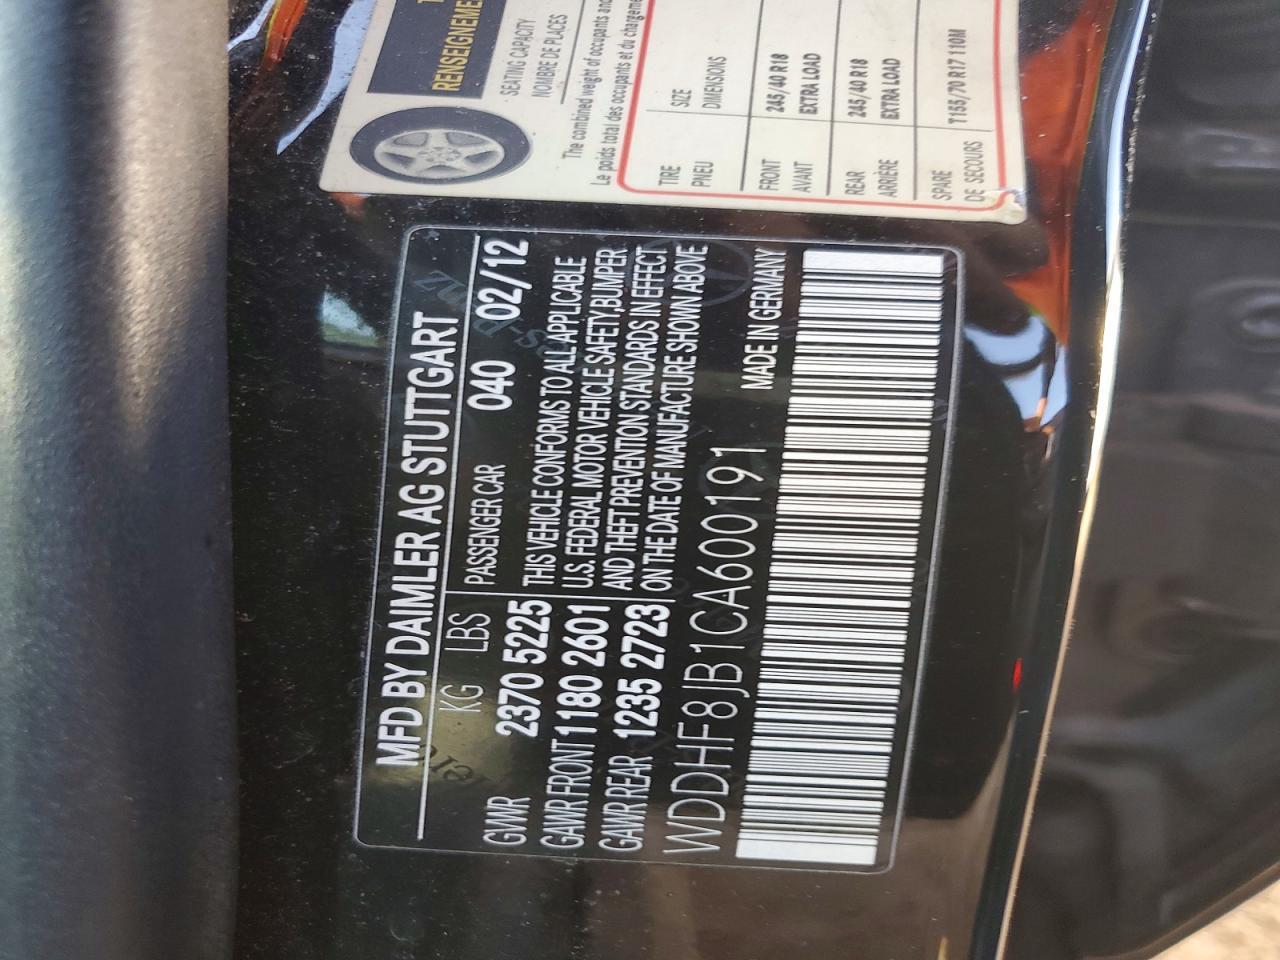 MFD BY DAIMLER AG STUTTGART
KG LBS PASSENGER CAR 040 02/12
GVWR 2370 5225 THIS VEHICLE CONFORMS TO ALL APPLICABLE
GAWR FRONT 1180 2601 U.S. FEDERAL MOTOR VEHICLE SAFETY,BUMPER
GAWR REAR 1235 2723 AND THEFT PREVENTION STANDARDS IN EFFECT
ON THE DATE OF MANUFACTURE SHOWN ABOVE
WDDHF8JB1CA600191 MADE IN GERMANY
SEATING CAPACITY
NOMBRE DE PLACES
The combined weight of occupants and
Le poids total des occupants et du
TIRE SIZE
PNEU DIMENSIONS
FRONT 245/40 R18
AVANT EXTRA LOAD
REAR 245/40 R18
ARRIÈRE EXTRA LOAD
SPARE T155/70 R17 110M
DE SECOURS